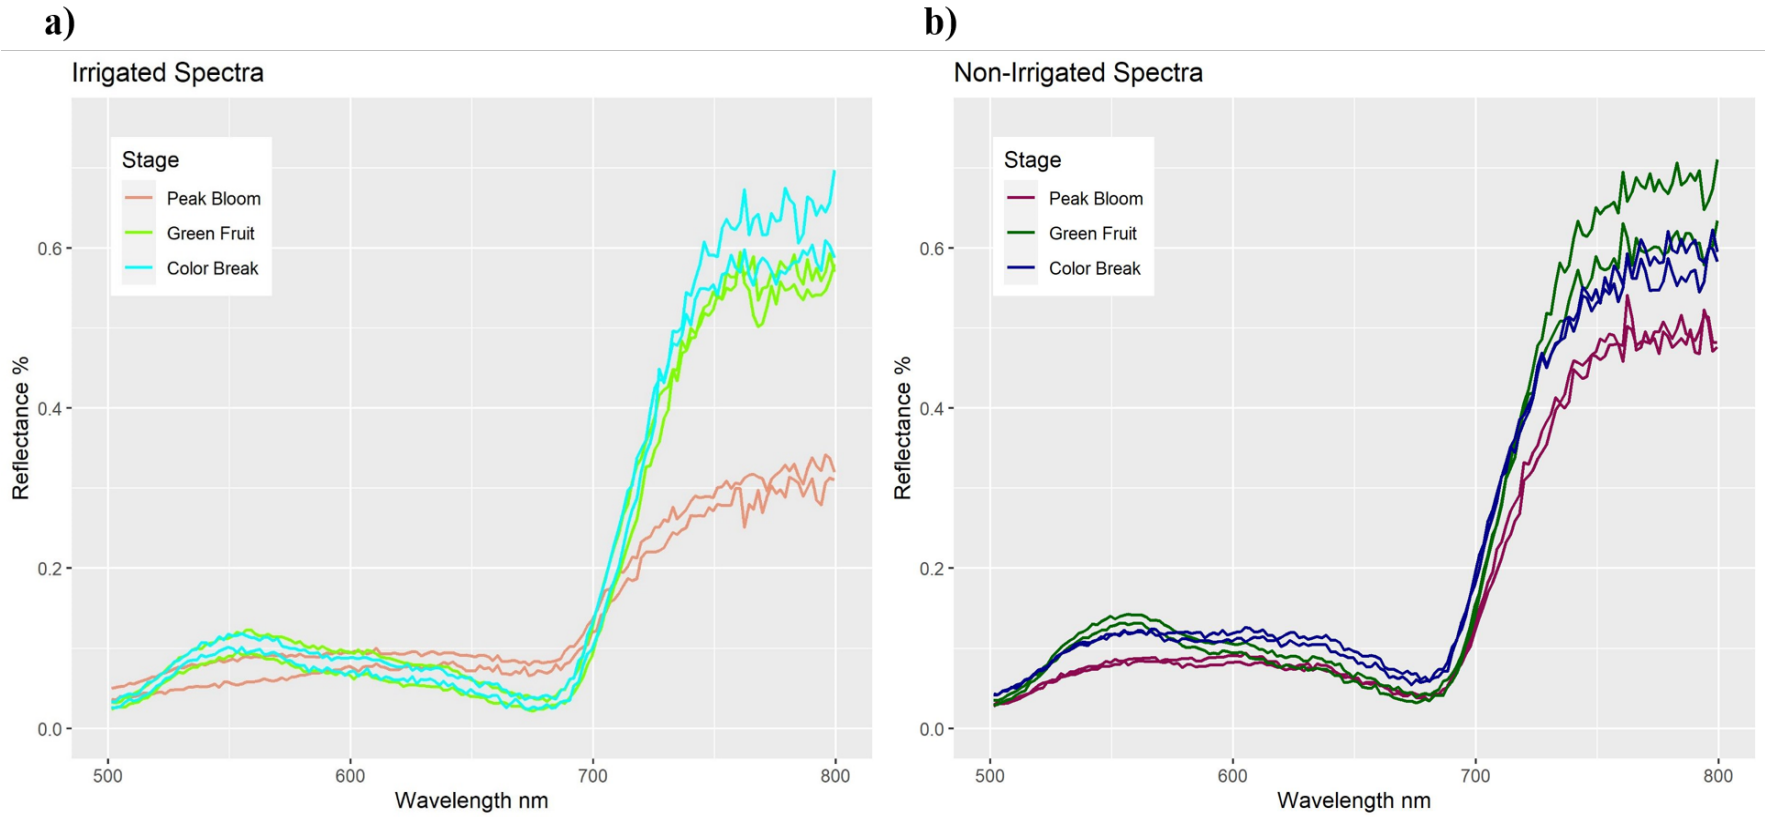 a)
Irrigated Spectra
Stage
Peak Bloom
Green Fruit
Color Break
Reflectance %
0.6
0.4
0.2
0.0
500 600 700 800
Wavelength nm
b)
Non-Irrigated Spectra
Stage
Peak Bloom
Green Fruit
Color Break
Reflectance %
0.6
0.4
0.2
0.0
500 600 700 800
Wavelength nm